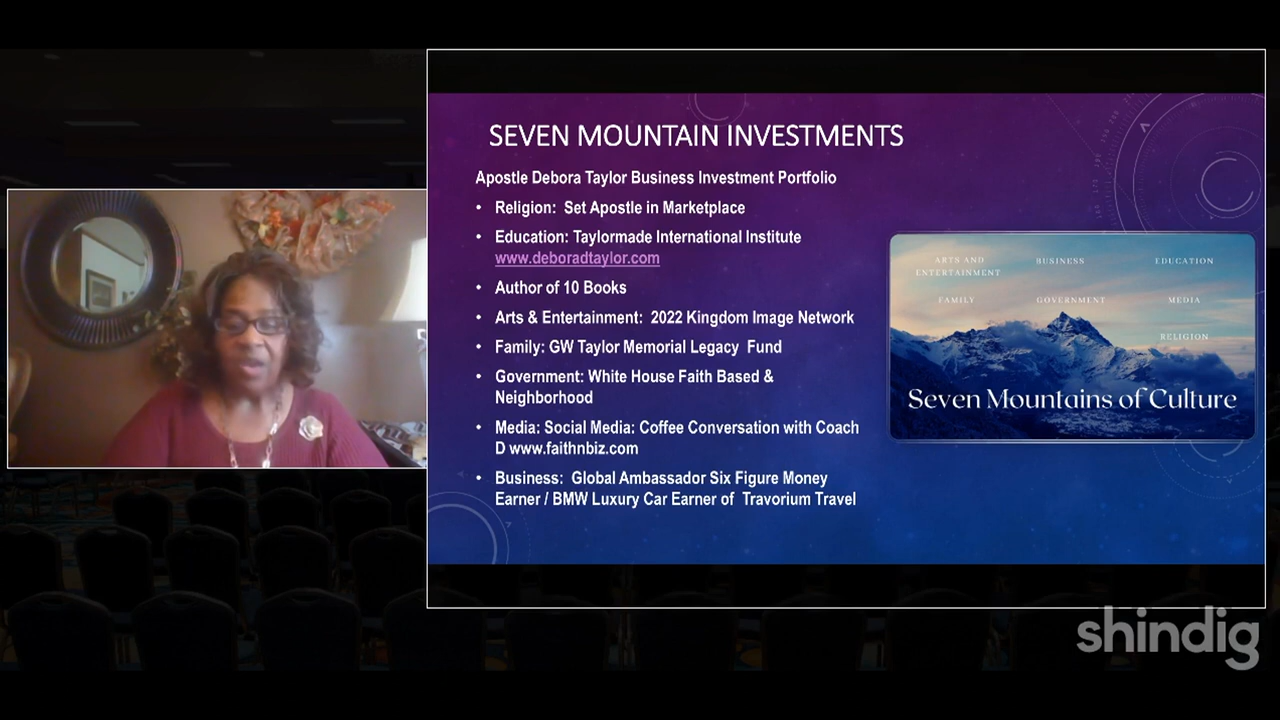 SEVEN MOUNTAIN INVESTMENTS
Apostle Debora Taylor Business Investment Portfolio
• Religion: Set Apostle in Marketplace
• Education: Taylormade International Institute
www.deboradtaylor.com
• Author of 10 Books
• Arts & Entertainment: 2022 Kingdom Image Network
• Family: GW Taylor Memorial Legacy Fund
• Government: White House Faith Based &
Neighborhood
• Media: Social Media: Coffee Conversation with Coach
D www.faithnbiz.com
• Business: Global Ambassador Six Figure Money
Earner / BMW Luxury Car Earner of Travorium Travel
ARTS AND
ENTERTAINMENT
BUSINESS
EDUCATION
FAMILY
GOVERNMENT
MEDIA
RELIGION
Seven Mountains of Culture
shindig